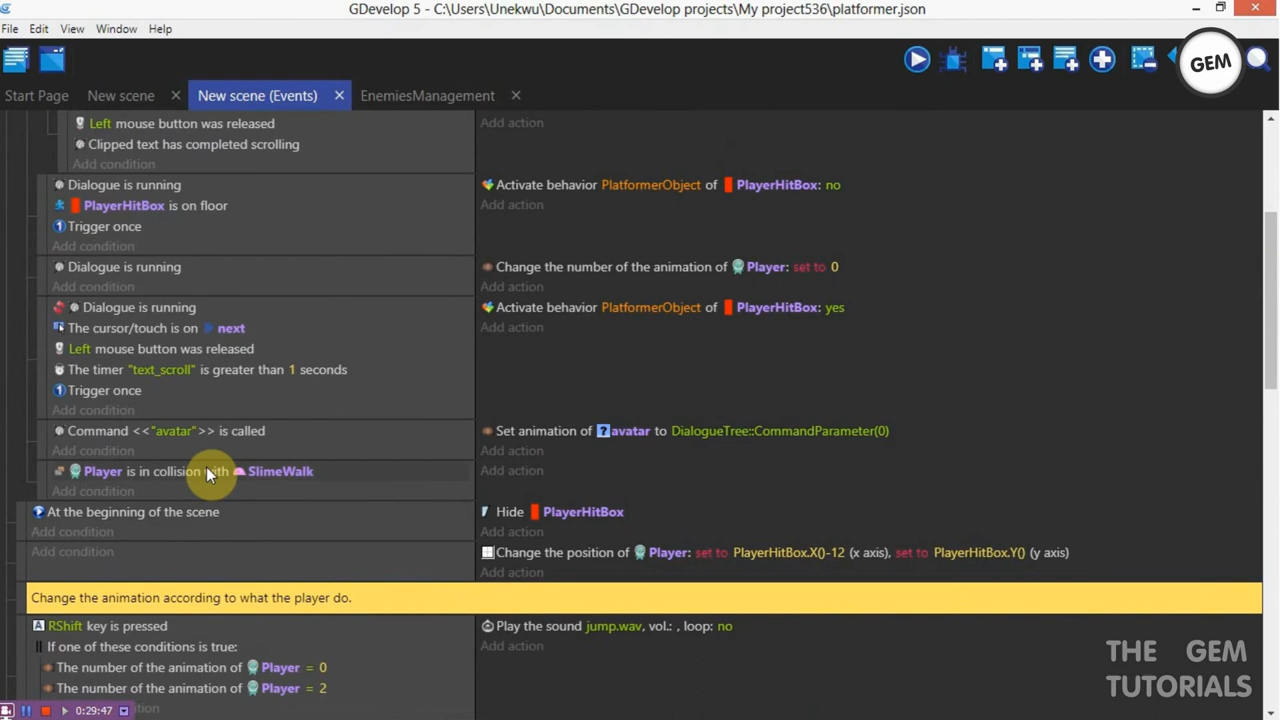 GDevelop 5 - C:\Users\Unekwu\Documents\GDevelop projects\My project536\platformer.json
File Edit View Window Help
GEM
Start Page New scene New scene (Events) EnemiesManagement
Left mouse button was released Add action
Clipped text has completed scrolling
Add condition
Dialogue is running Activate behavior PlatformerObject of PlayerHitBox: no
PlayerHitBox is on floor Add action
Trigger once
Add condition
Dialogue is running Change the number of the animation of Player: set to 0
Add condition Add action
Dialogue is running Activate behavior PlatformerObject of PlayerHitBox: yes
The cursor/touch is on next Add action
Left mouse button was released
The timer "text_scroll" is greater than 1 seconds
Trigger once
Add condition
Command <<"avatar">> is called Set animation of avatar to DialogueTree::CommandParameter(0)
Add condition Add action
Player is in collision with SlimeWalk Add action
Add condition
At the beginning of the scene Hide PlayerHitBox
Add condition Add action
Add condition Change the position of Player: set to PlayerHitBox.X()-12 (x axis), set to PlayerHitBox.Y() (y axis)
Add action
Change the animation according to what the player do.
RShift key is pressed Play the sound jump.wav, vol.: , loop: no
If one of these conditions is true: Add action
The number of the animation of Player = 0
The number of the animation of Player = 2
THE GEM
TUTORIALS
0:29:47